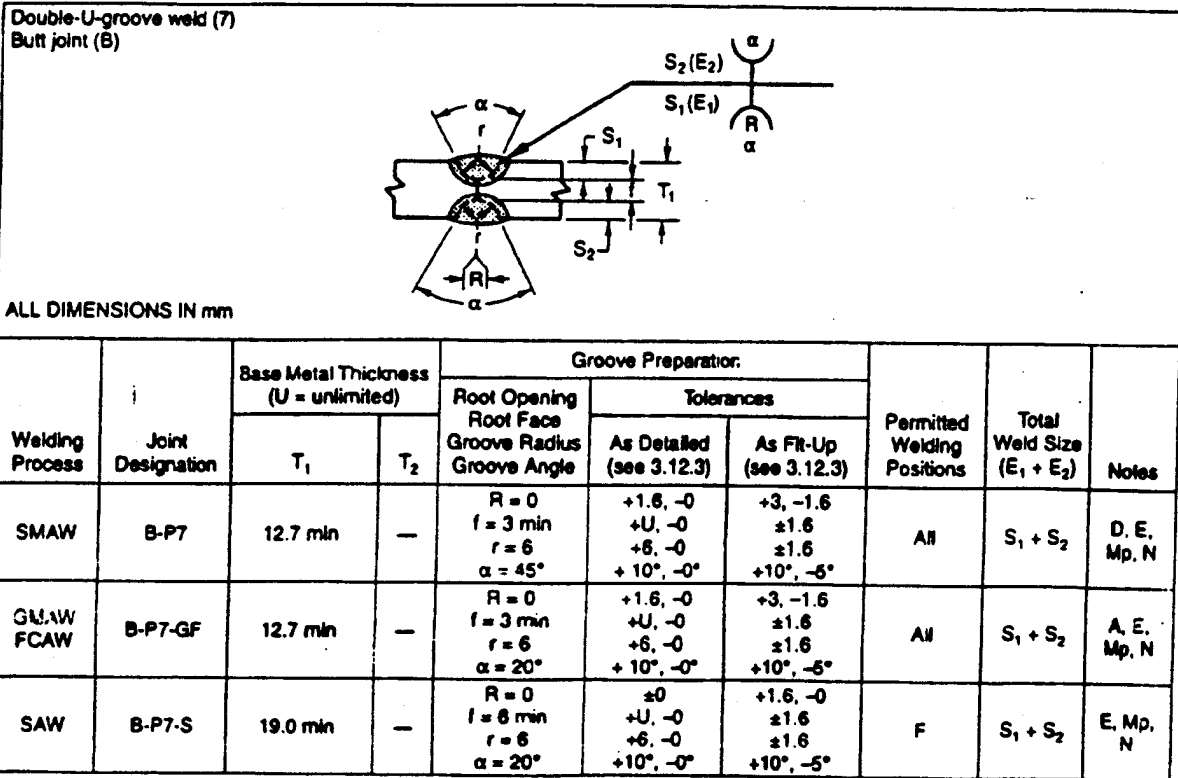 Double-U-groove weld (7)
Butt joint (B)
α
S₂(E₂)
S₁(E₁)
R
α
α
r
S₁
T₁
r
S₂
R
α
ALL DIMENSIONS IN mm
Welding Process
Joint Designation
Base Metal Thickness (U = unlimited)
T₁
T₂
Groove Preparation
Root Opening
Root Face
Groove Radius
Groove Angle
Tolerances
As Detailed (see 3.12.3)
As Fit-Up (see 3.12.3)
Permitted Welding Positions
Total Weld Size (E₁ + E₂)
Notes
SMAW B-P7 12.7 min — R = 0 +1.6, -0 +3, -1.6 All S₁ + S₂ D, E, Mp, N
f = 3 min +U, -0 ±1.6
r = 6 +6, -0 ±1.6
α = 45° +10°, -0° +10°, -5°
GMAW FCAW B-P7-GF 12.7 min — R = 0 +1.6, -0 +3, -1.6 All S₁ + S₂ A, E, Mp, N
f = 3 min +U, -0 ±1.6
r = 6 +6, -0 ±1.6
α = 20° +10°, -0° +10°, -5°
SAW B-P7-S 19.0 min — R = 0 ±0 +1.6, -0 F S₁ + S₂ E, Mp, N
f = 6 min +U, -0 ±1.6
r = 6 +6, -0 ±1.6
α = 20° +10°, -0° +10°, -5°